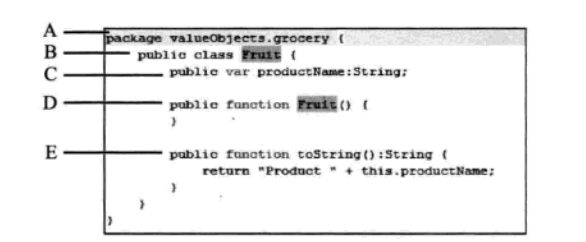 A package valueObjects.grocery {
B public class Fruit {
C public var productName:String;
D public function Fruit() {
}
E public function toString():String {
return "Product " + this.productName;
}
}
}